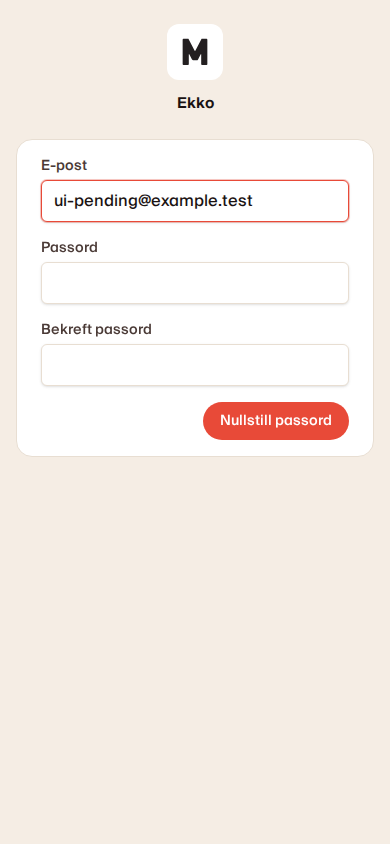 M
Ekko
E-post
ui-pending@example.test
Passord
Bekreft passord
Nullstill passord